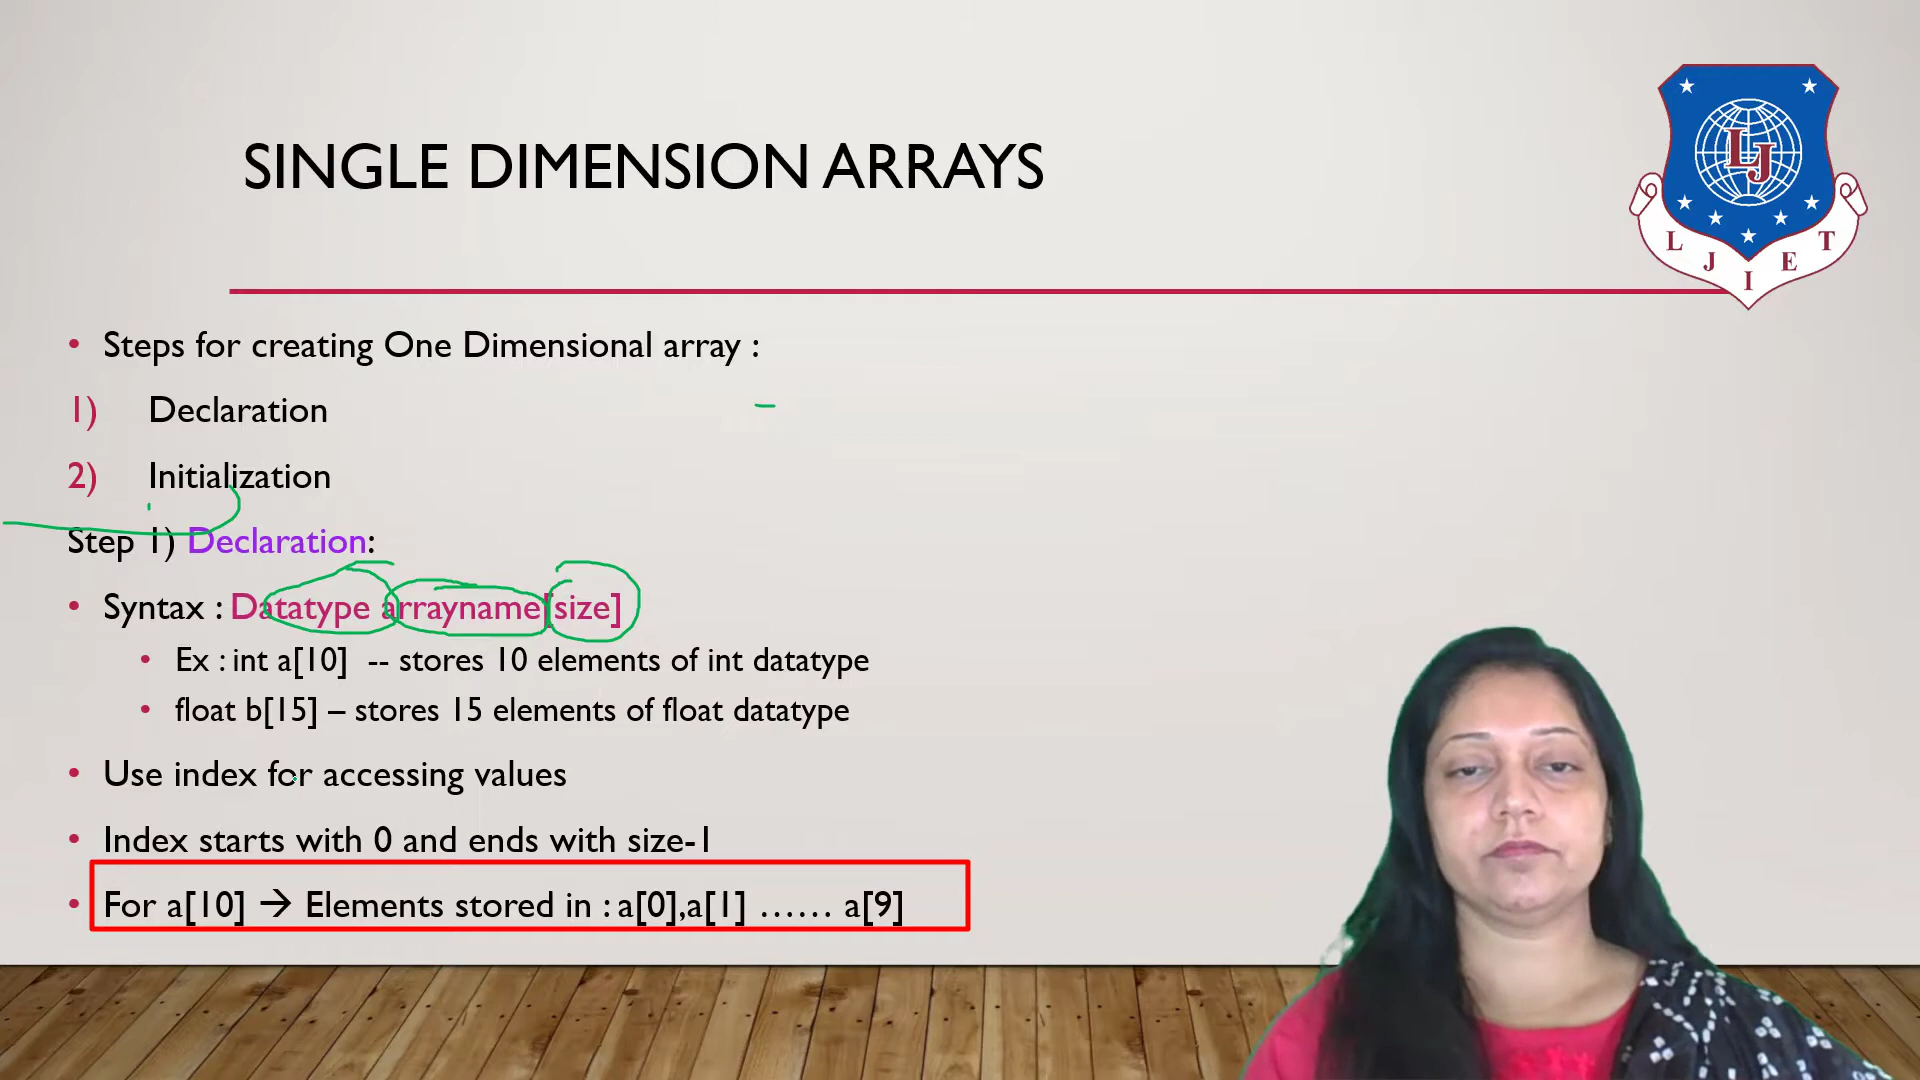 SINGLE DIMENSION ARRAYS
LJ
L J I E T
• Steps for creating One Dimensional array :
1) Declaration
2) Initialization
Step 1) Declaration:
• Syntax : Datatype arrayname[size]
• Ex : int a[10] -- stores 10 elements of int datatype
• float b[15] – stores 15 elements of float datatype
• Use index for accessing values
• Index starts with 0 and ends with size-1
• For a[10] → Elements stored in : a[0],a[1] …… a[9]